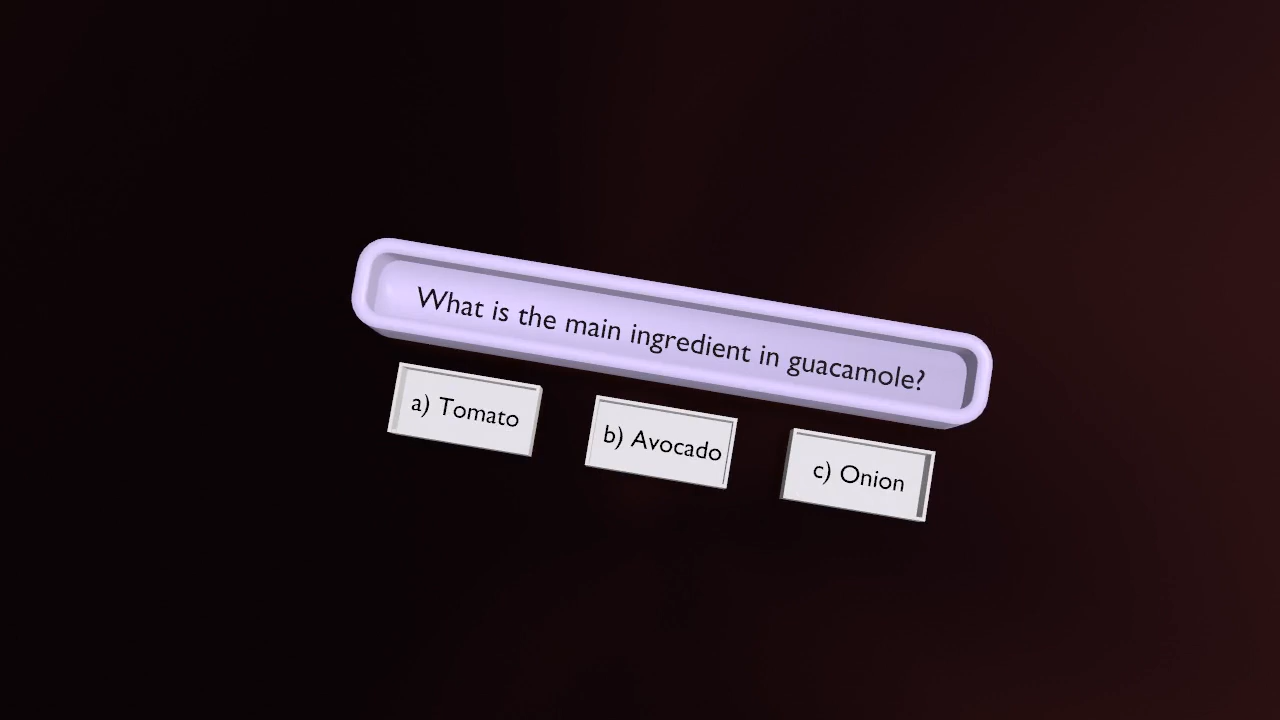 What is the main ingredient in guacamole?
a) Tomato
b) Avocado
c) Onion